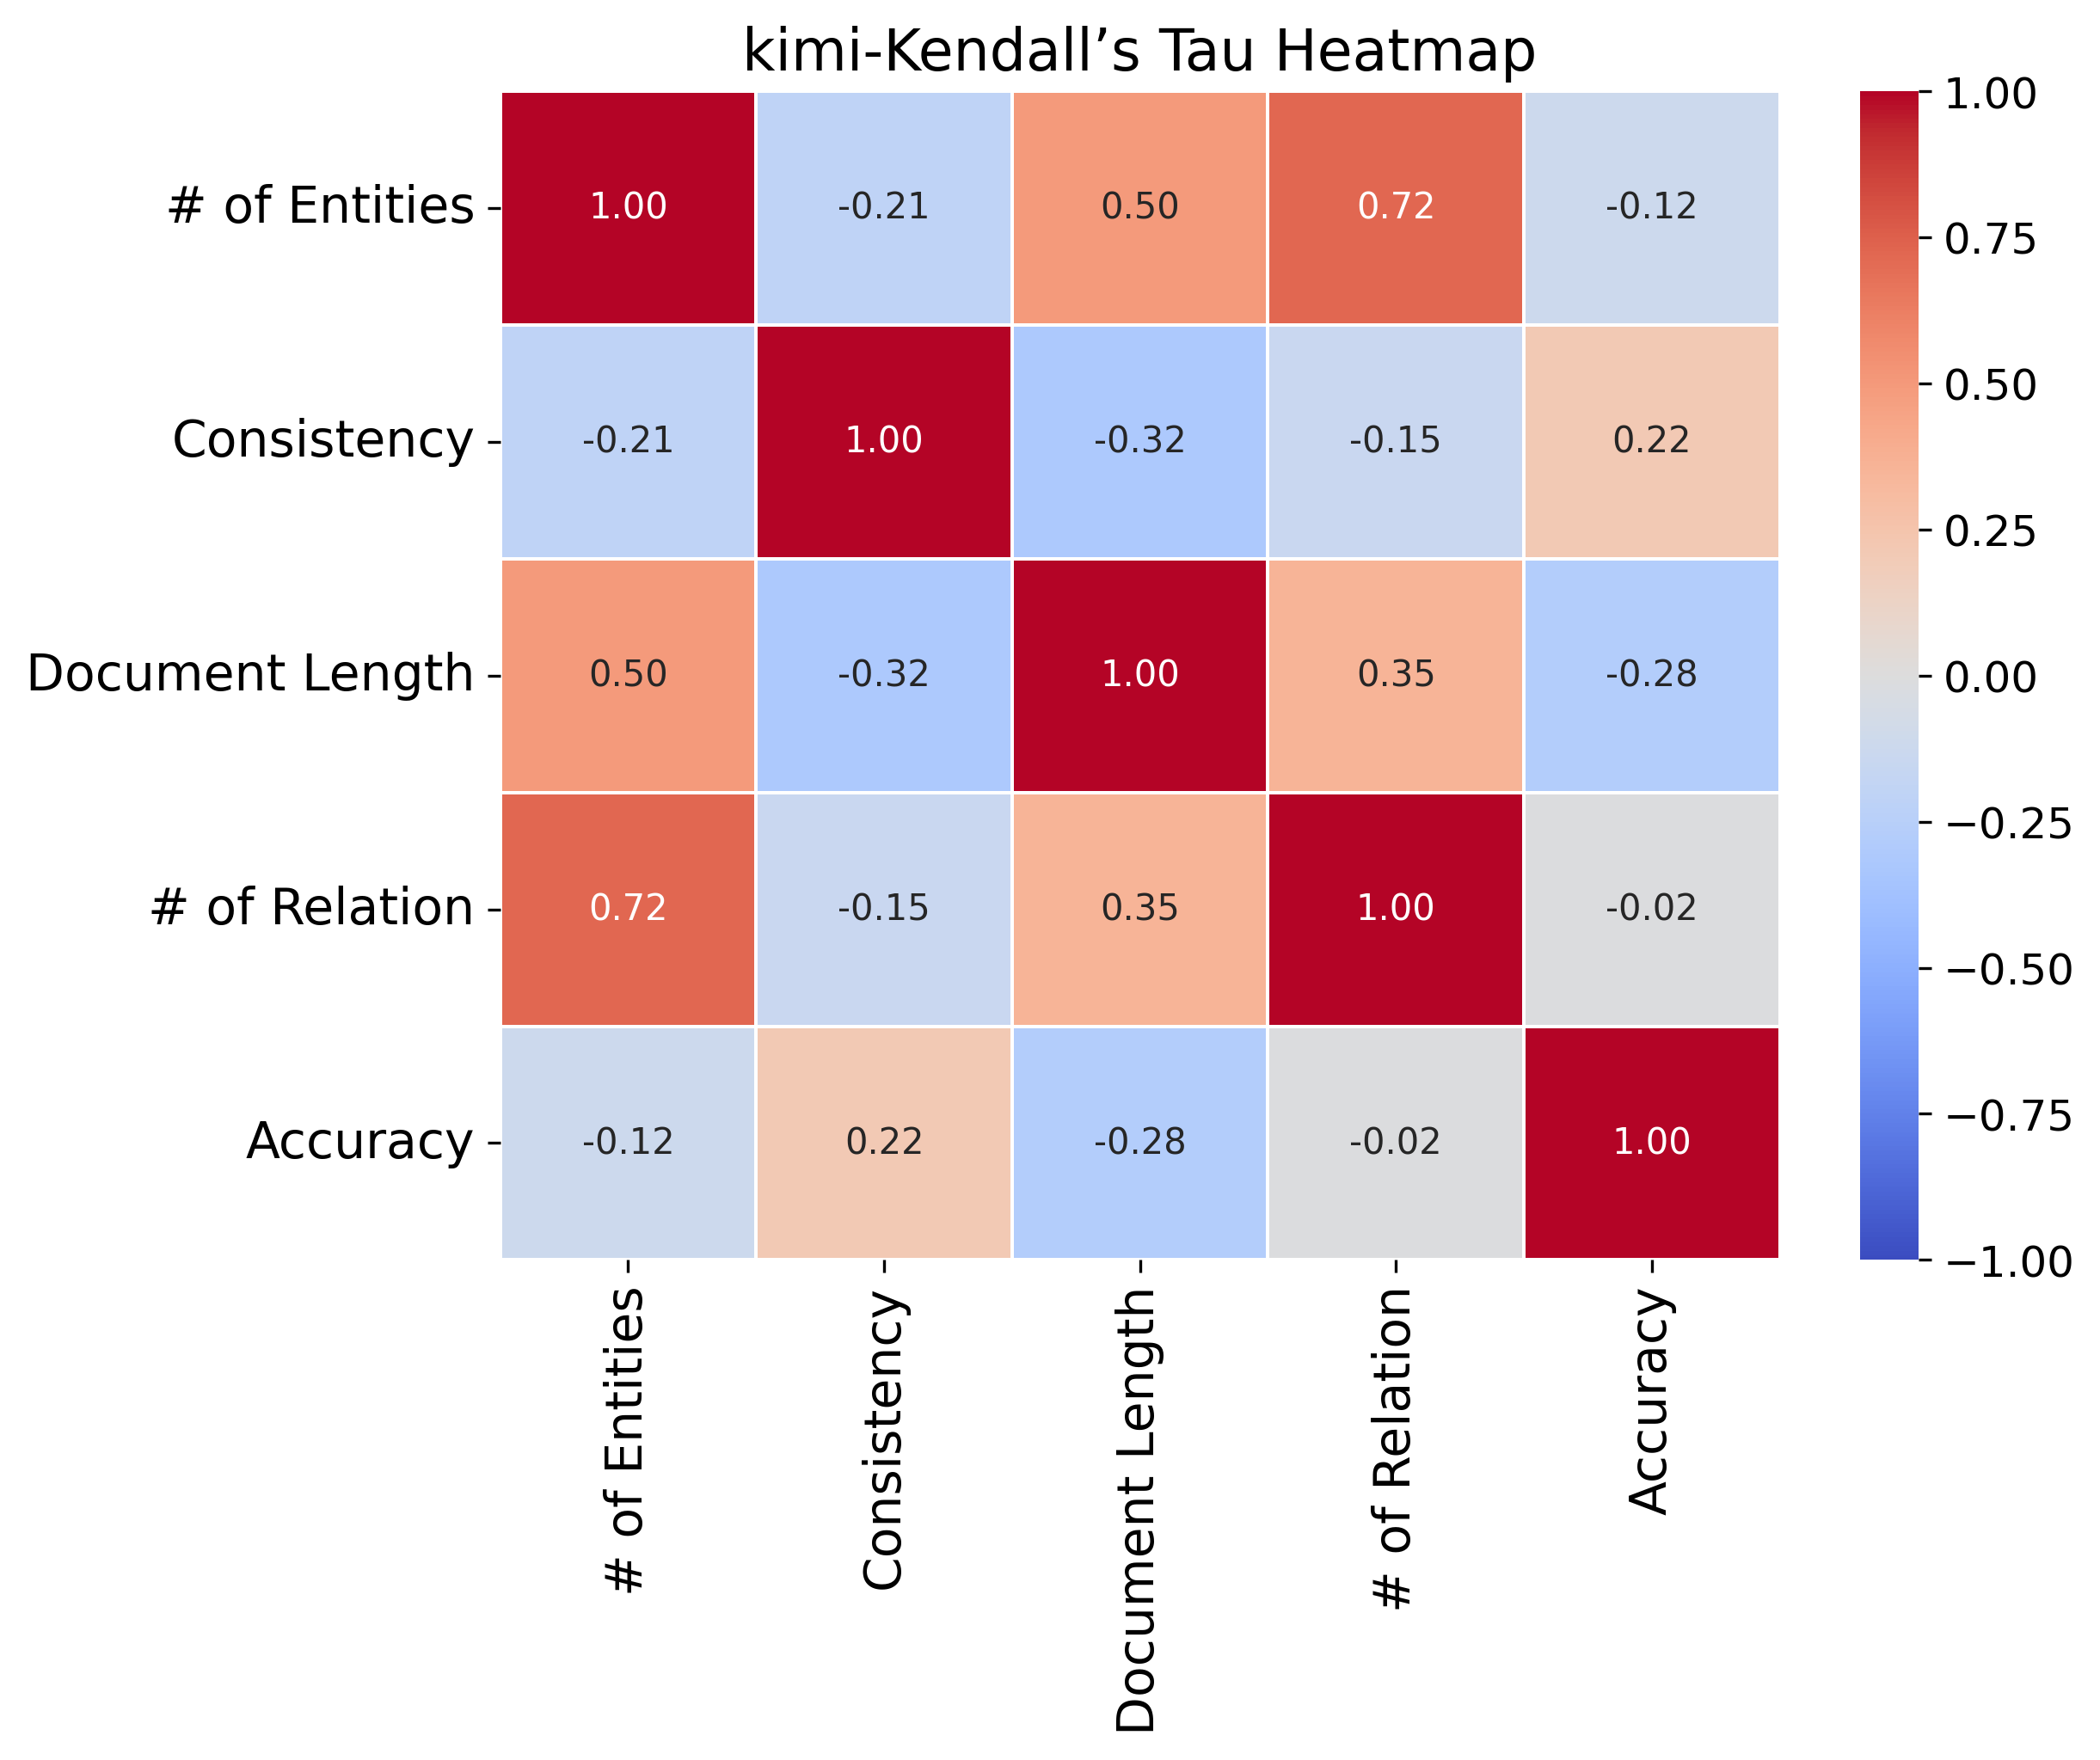 kimi-Kendall’s Tau Heatmap
# of Entities 1.00 -0.21 0.50 0.72 -0.12
Consistency -0.21 1.00 -0.32 -0.15 0.22
Document Length 0.50 -0.32 1.00 0.35 -0.28
# of Relation 0.72 -0.15 0.35 1.00 -0.02
Accuracy -0.12 0.22 -0.28 -0.02 1.00
# of Entities
Consistency
Document Length
# of Relation
Accuracy
1.00
0.75
0.50
0.25
0.00
−0.25
−0.50
−0.75
−1.00